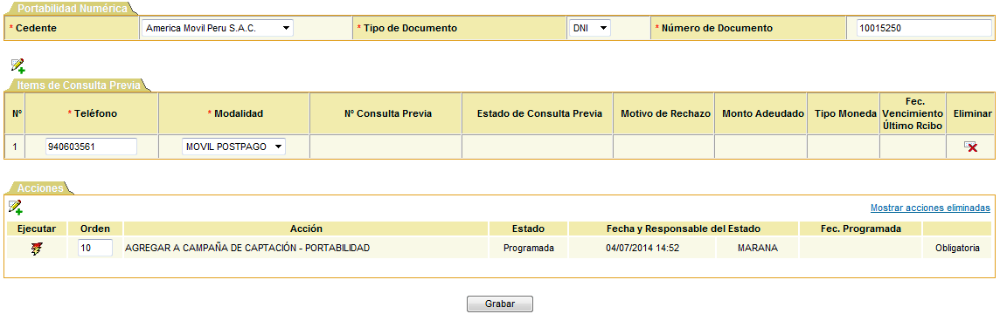 Portabilidad Numérica
* Cedente America Movil Peru S.A.C. * Tipo de Documento DNI * Número de Documento 10015250
Items de Consulta Previa
Nº * Teléfono * Modalidad Nº Consulta Previa Estado de Consulta Previa Motivo de Rechazo Monto Adeudado Tipo Moneda Fec. Vencimiento Último Rcibo Eliminar
1 940603561 MOVIL POSTPAGO
Acciones
Mostrar acciones eliminadas
Ejecutar Orden Acción Estado Fecha y Responsable del Estado Fec. Programada
10 AGREGAR A CAMPAÑA DE CAPTACIÓN - PORTABILIDAD Programada 04/07/2014 14:52 MARANA Obligatoria
Grabar